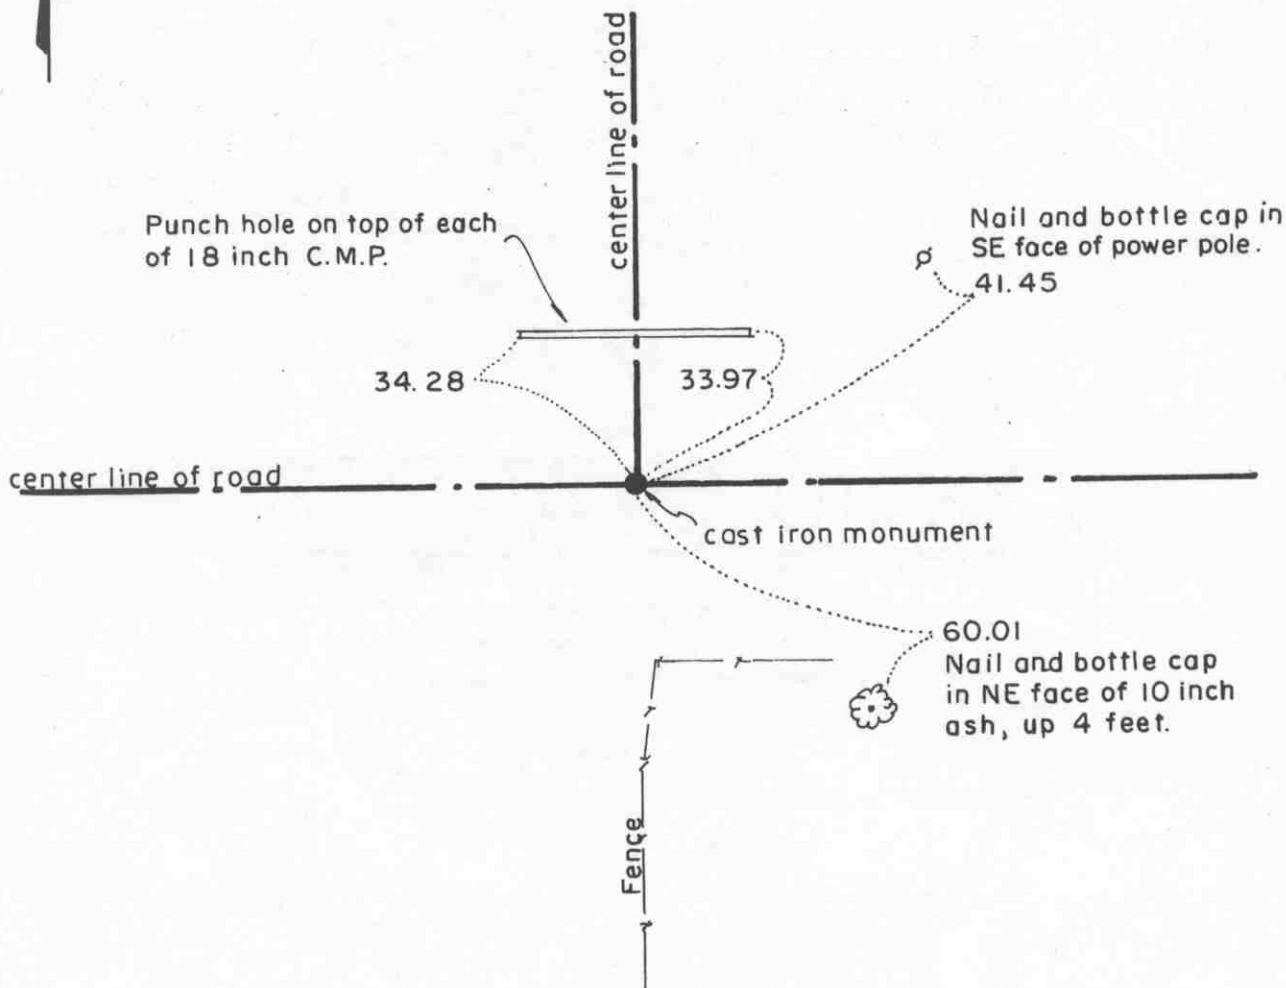 center line of road
Punch hole on top of each
of 18 inch C.M.P.
Nail and bottle cap in
SE face of power pole.
41.45
34.28
33.97
center line of road
cast iron monument
60.01
Nail and bottle cap
in NE face of 10 inch
ash, up 4 feet.
Fence